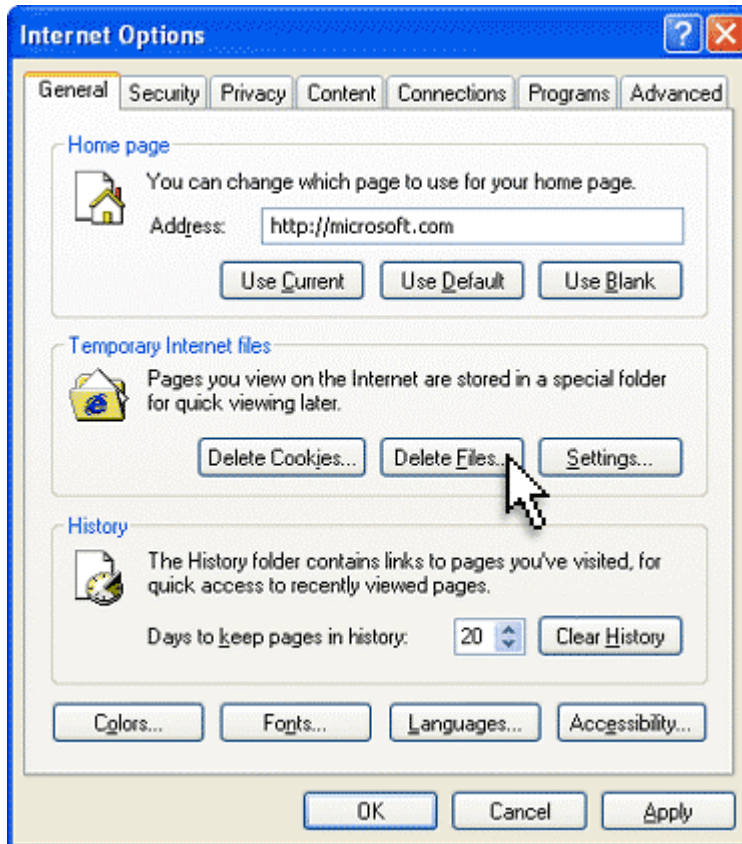 Internet Options
General Security Privacy Content Connections Programs Advanced
Home page
You can change which page to use for your home page.
Address: http://microsoft.com
Use Current Use Default Use Blank
Temporary Internet files
Pages you view on the Internet are stored in a special folder
for quick viewing later.
Delete Cookies... Delete Files... Settings...
History
The History folder contains links to pages you've visited, for
quick access to recently viewed pages.
Days to keep pages in history: 20 Clear History
Colors... Fonts... Languages... Accessibility...
OK Cancel Apply